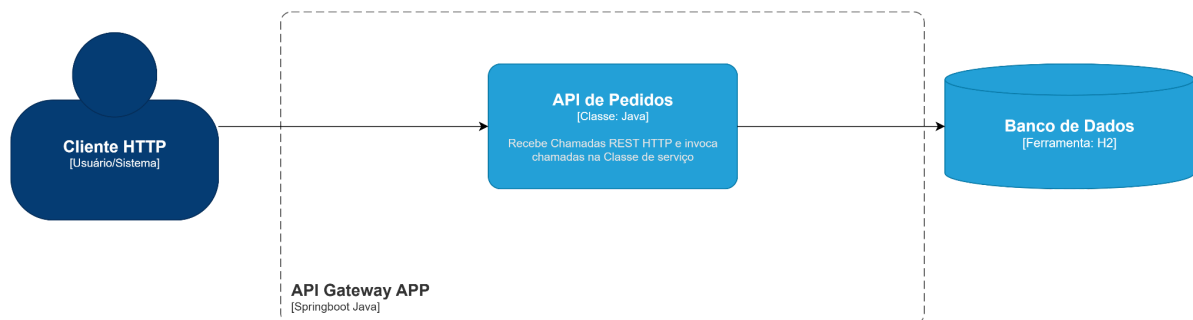 Cliente HTTP
[Usuário/Sistema]
API de Pedidos
[Classe: Java]
Recebe Chamadas REST HTTP e invoca
chamadas na Classe de serviço
Banco de Dados
[Ferramenta: H2]
API Gateway APP
[Springboot Java]